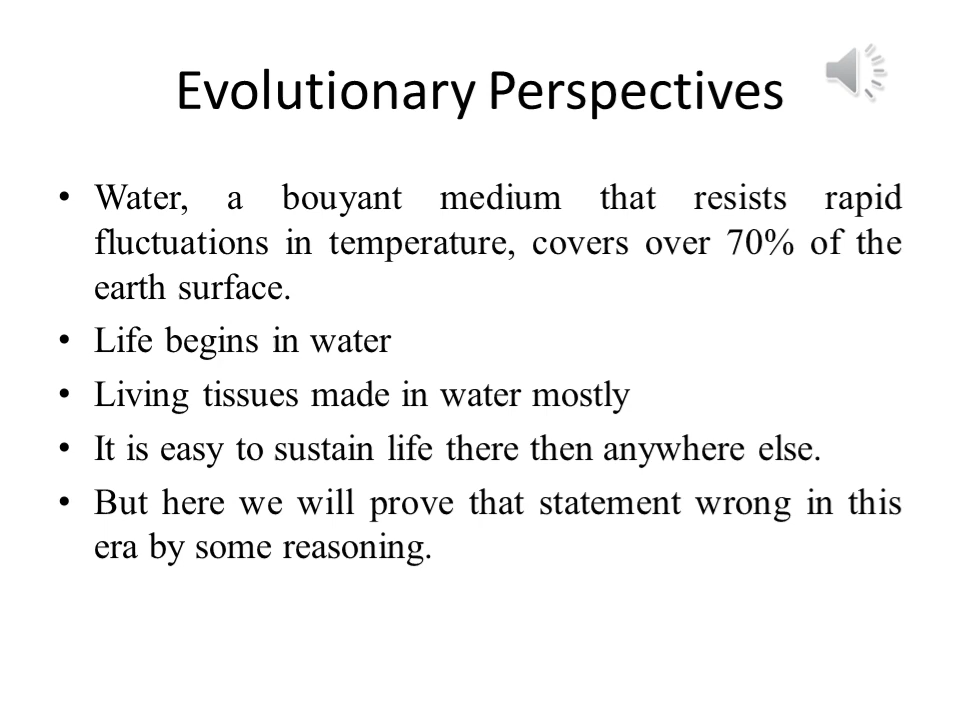 Evolutionary Perspectives
• Water, a bouyant medium that resists rapid
fluctuations in temperature, covers over 70% of the
earth surface.
• Life begins in water
• Living tissues made in water mostly
• It is easy to sustain life there then anywhere else.
• But here we will prove that statement wrong in this
era by some reasoning.